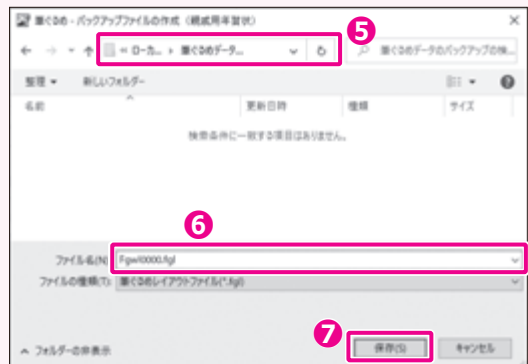 筆ぐるめ - バックアップファイルの作成 (親戚用年賀状)
5
« ローカ... › 筆ぐるめデータ...
筆ぐるめデータのバックアップの検...
整理 新しいフォルダー
名前 更新日時 種類 サイズ
検索条件に一致する項目はありません。
6
ファイル名(N): Fgwl0000.fgl
ファイルの種類(T): 筆ぐるめレイアウトファイル(*.fgl)
7
フォルダーの非表示 保存(S) キャンセル